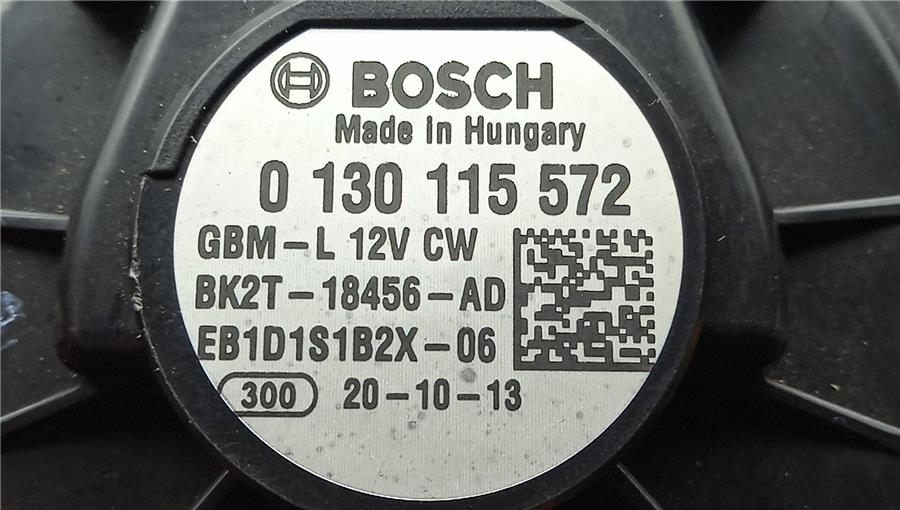 BOSCH
Made in Hungary
0 130 115 572
GBM-L 12V CW
BK2T-18456-AD
EB1D1S1B2X-06
300 20-10-13